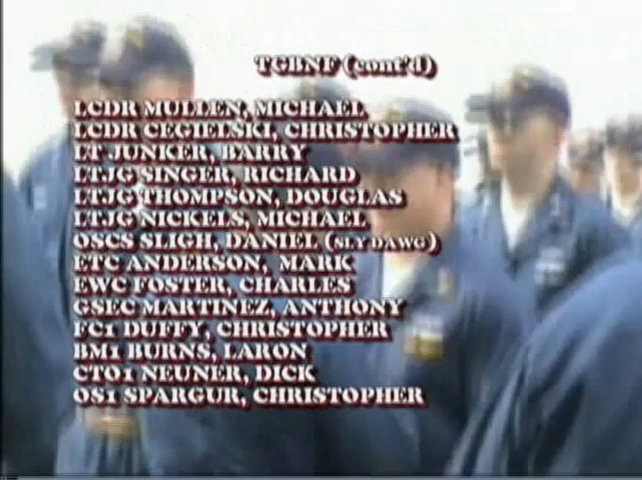 TGBNF (cont'd)
LCDR MULLEN, MICHAEL
LCDR CEGIELSKI, CHRISTOPHER
LT JUNKER, BARRY
LTJG SINGER, RICHARD
LTJG THOMPSON, DOUGLAS
LTJG NICKELS, MICHAEL
OSCS SLIGH, DANIEL (SLY DAWG)
ETC ANDERSON, MARK
EWC FOSTER, CHARLES
GSEC MARTINEZ, ANTHONY
FC1 DUFFY, CHRISTOPHER
BM1 BURNS, LARON
CTO1 NEUNER, DICK
OS1 SPARGUR, CHRISTOPHER